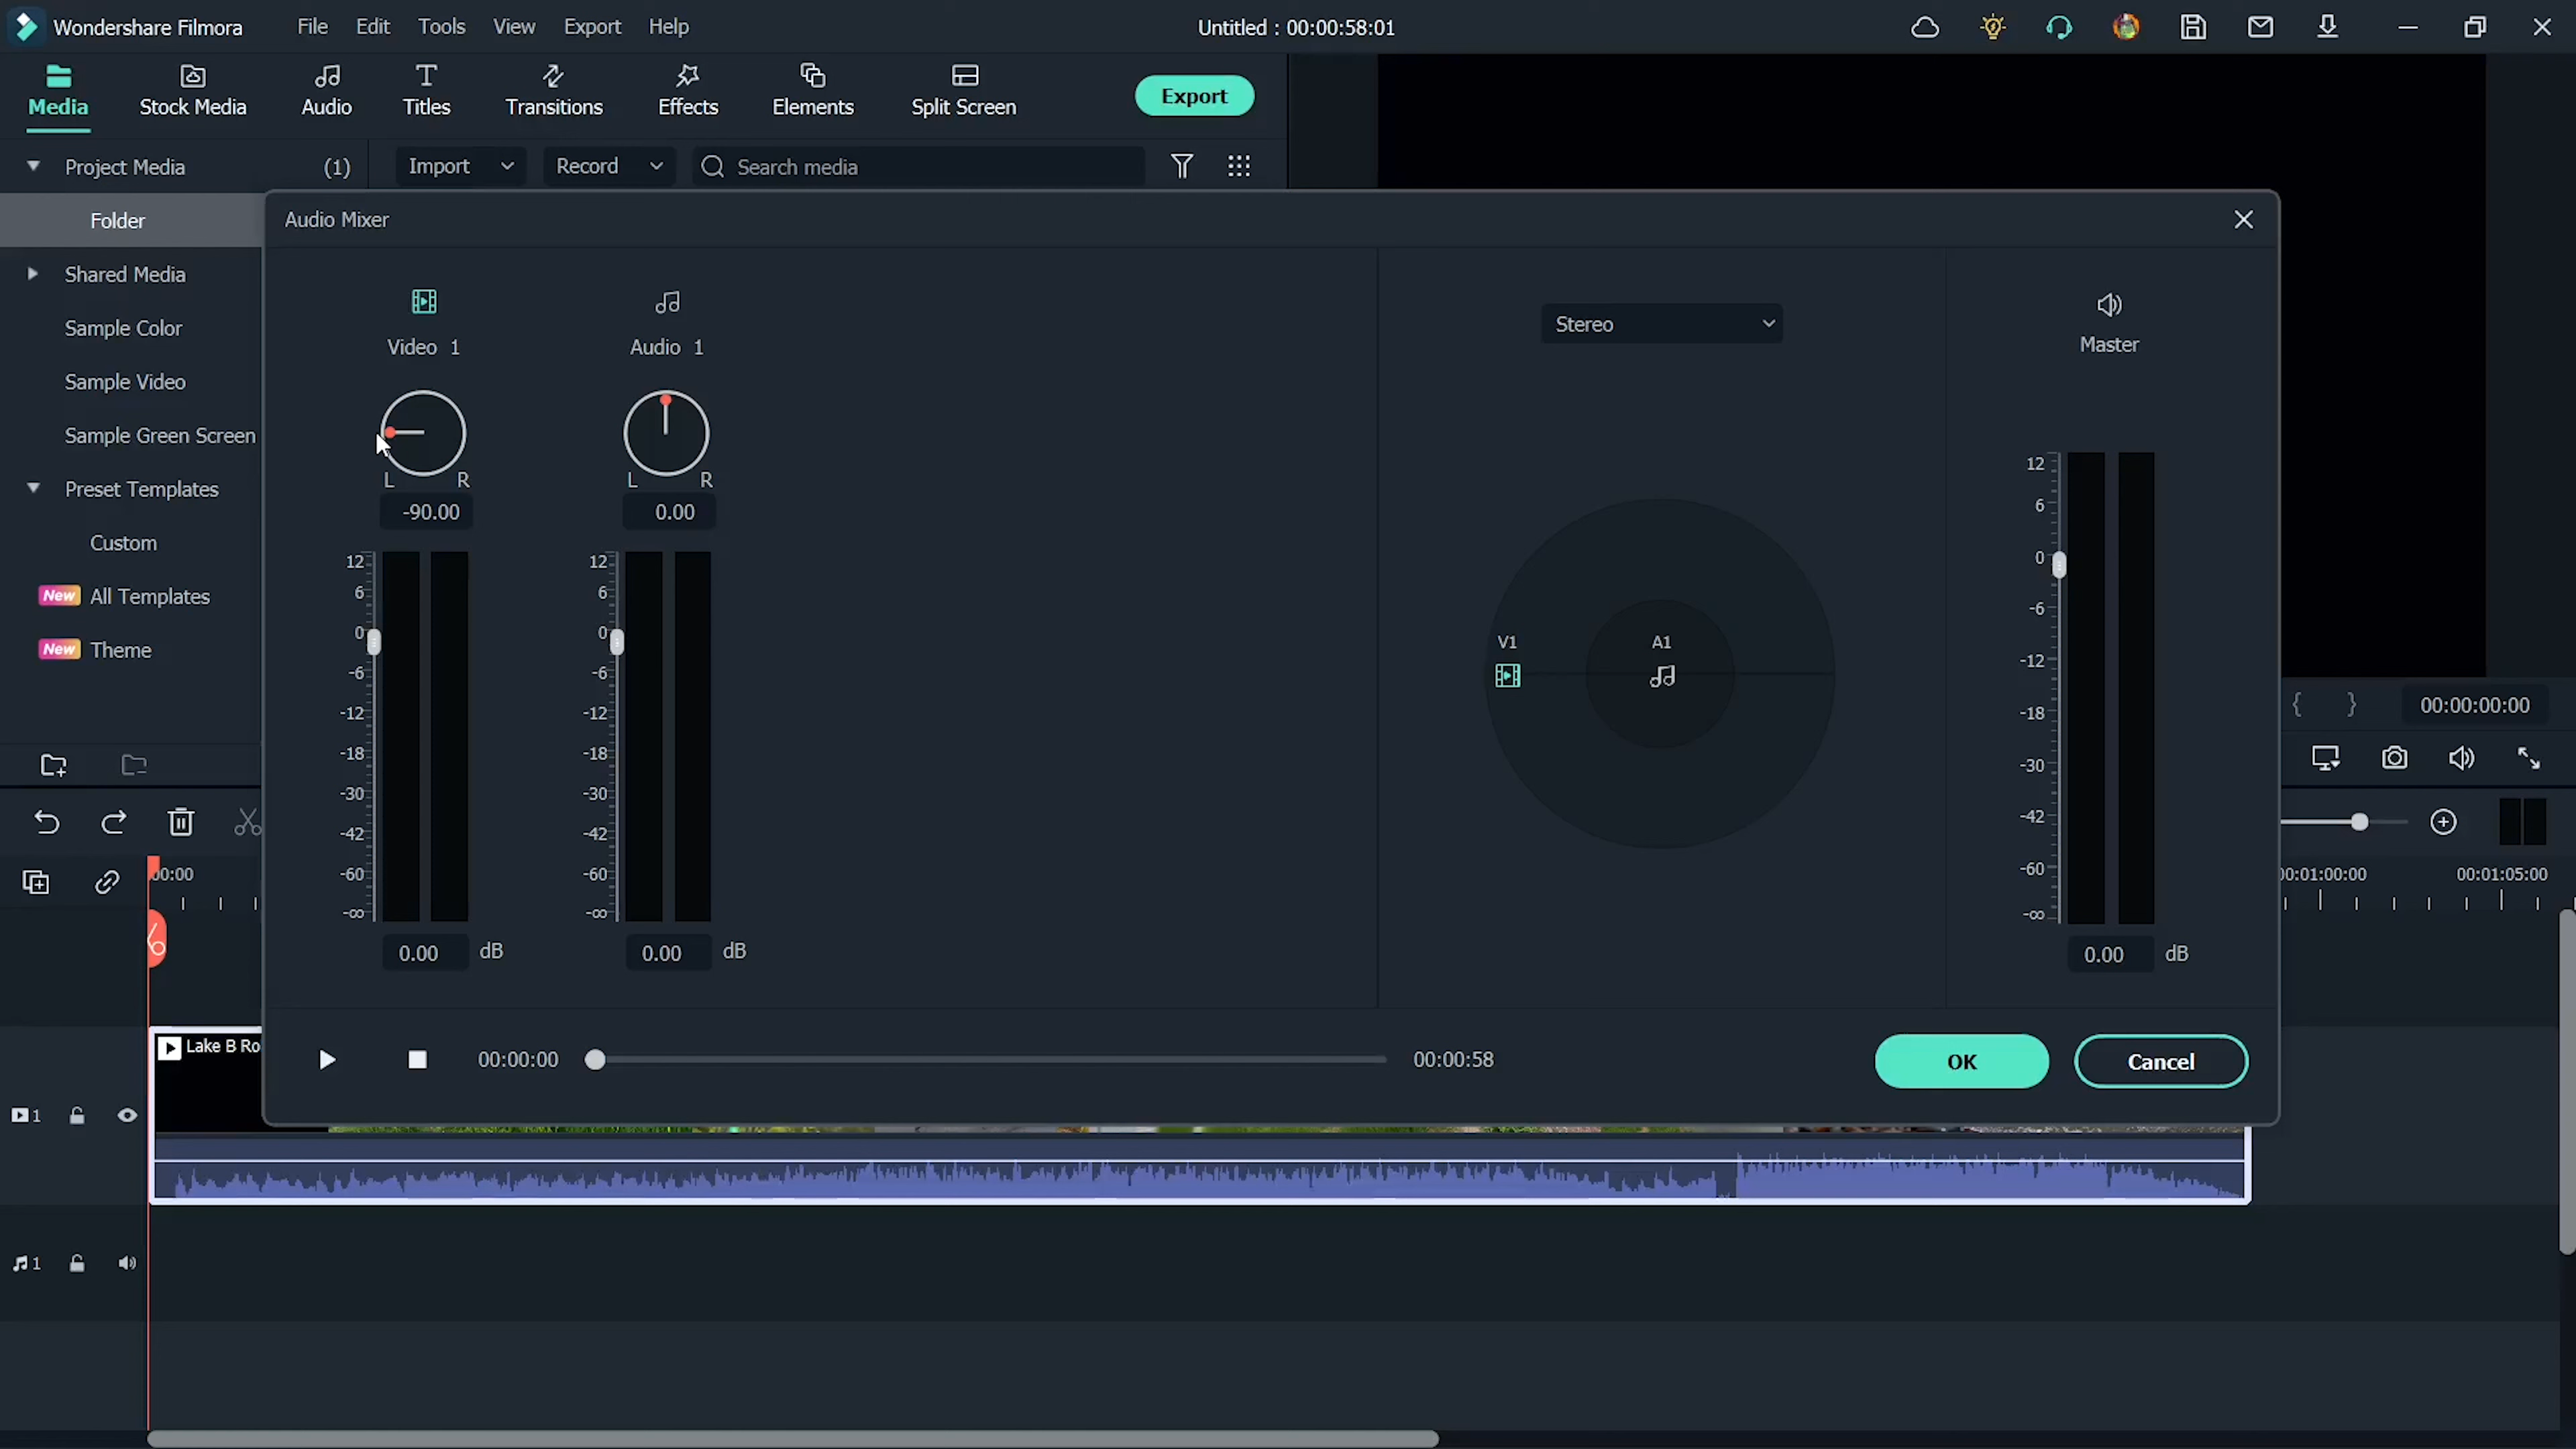 Wondershare Filmora File Edit Tools View Export Help Untitled : 00:00:58:01
Media Stock Media Audio Titles Transitions Effects Elements Split Screen Export
Project Media (1) Import Record Search media
Folder
Shared Media
Sample Color
Sample Video
Sample Green Screen
Preset Templates
Custom
New All Templates
New Theme
Audio Mixer
Video 1 Audio 1 Stereo Master
L R L R
-90.00 0.00
12 12 12
6 6 6
0 0 0
-6 -6 -6
-12 -12 -12
-18 -18 -18
-30 -30 -30
-42 -42 -42
-60 -60 -60
-∞ -∞ -∞
0.00 dB 0.00 dB 0.00 dB
V1 A1
00:00:00 00:00:58 OK Cancel
{ } 00:00:00:00
00:00 00:01:00:00 00:01:05:00
Lake B Ro
1
1